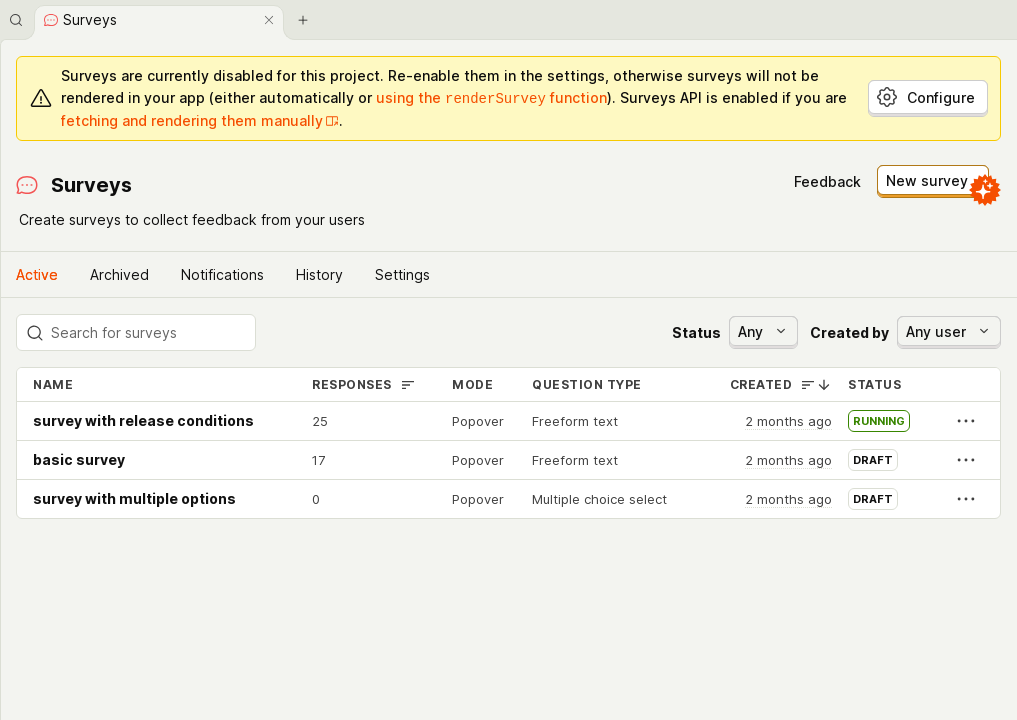 Surveys
Surveys are currently disabled for this project. Re-enable them in the settings, otherwise surveys will not be
rendered in your app (either automatically or using the renderSurvey function). Surveys API is enabled if you are
fetching and rendering them manually.
Configure
Surveys
Feedback
New survey
Create surveys to collect feedback from your users
Active Archived Notifications History Settings
Search for surveys
Status Any Created by Any user
NAME RESPONSES MODE QUESTION TYPE CREATED STATUS
survey with release conditions 25 Popover Freeform text 2 months ago RUNNING
basic survey 17 Popover Freeform text 2 months ago DRAFT
survey with multiple options 0 Popover Multiple choice select 2 months ago DRAFT